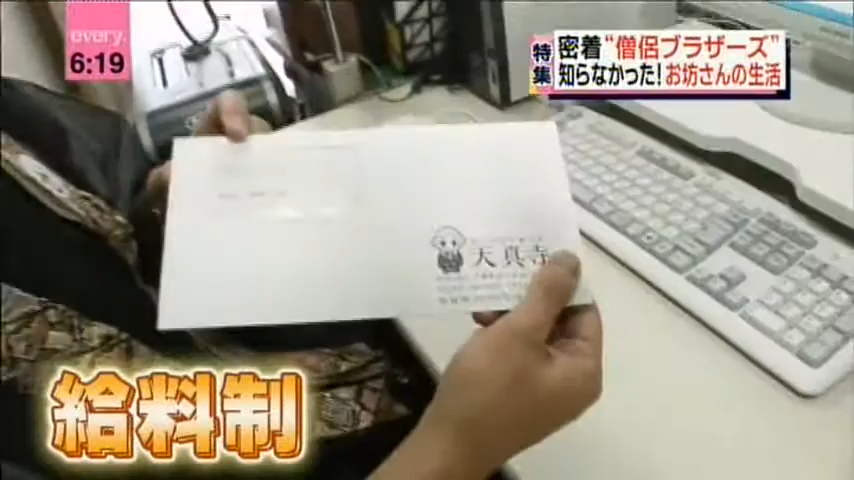 every.
6:19
特集
密着"僧侶ブラザーズ"
知らなかった!お坊さんの生活
天真寺
給料制